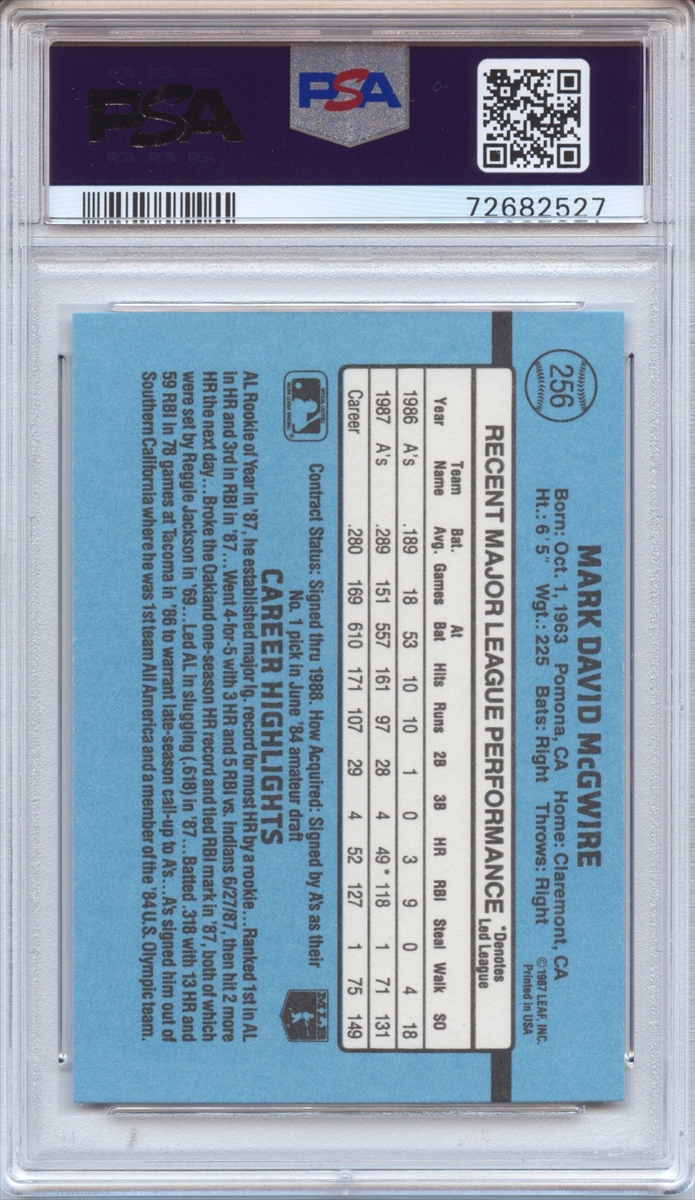 PSA
PSA
72682527
256
MARK DAVID McGWIRE
Born: Oct. 1, 1963 Pomona, CA Home: Claremont, CA
Ht.: 6'5" Wgt.: 225 Bats: Right Throws: Right
©1987 LEAF, INC.
Printed in USA
RECENT MAJOR LEAGUE PERFORMANCE *Denotes Led League
Year Team Name Bat. Avg. Games At Bat Hits Runs 2B 3B HR RBI Steal Walk SO
1986 A's .189 18 53 10 10 1 0 3 9 0 4 18
1987 A's .289 151 557 161 97 28 4 49* 118 1 71 131
Career .280 169 610 171 107 29 4 52 127 1 75 149
Contract Status: Signed thru 1988. How Acquired: Signed by A's as their
No. 1 pick in June '84 amateur draft
MLB
CAREER HIGHLIGHTS
AL Rookie of Year in '87, he established major lg. record for most HR by a rookie...Ranked 1st in AL
in HR and 3rd in RBI in '87...Went 4-for-5 with 3 HR and 5 RBI vs. Indians 6/27/87, then hit 2 more
HR the next day...Broke the Oakland one-season HR record and tied RBI mark in '87, both of which
were set by Reggie Jackson in '69...Led AL in slugging (.618) in '87...Batted .318 with 13 HR and
59 RBI in 78 games at Tacoma in '86 to warrant late-season call-up to A's...A's signed him out of
Southern California where he was 1st team All America and a member of the '84 U.S. Olympic team.